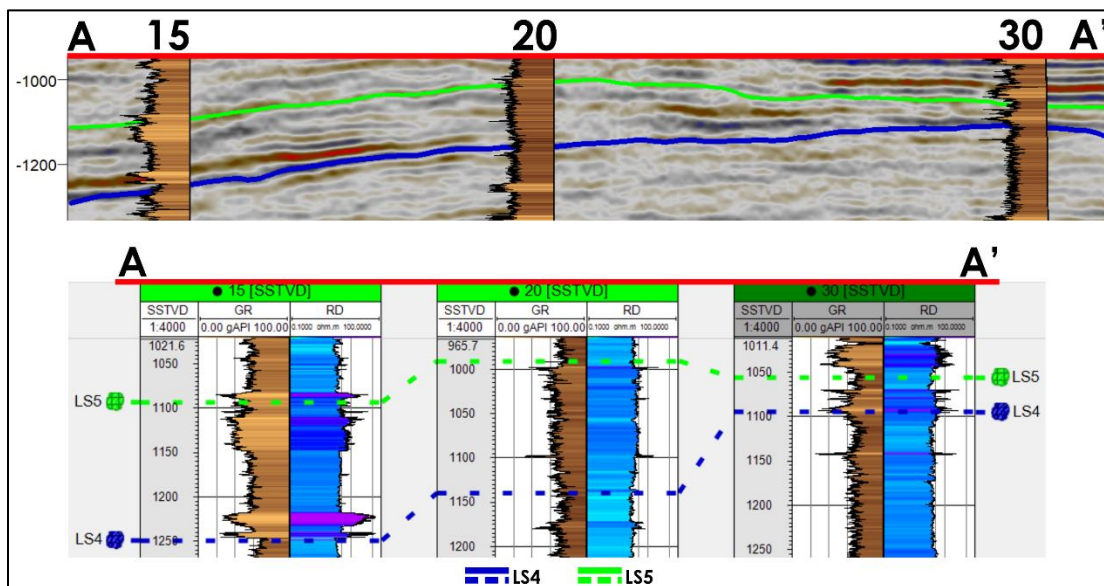 A 15 20 30 A'
-1000
-1200
A A'
15 [SSTVD] 20 [SSTVD] 30 [SSTVD]
SSTVD GR RD SSTVD GR RD SSTVD GR RD
1:4000 0.00 gAPI 100.00 0.1000 ohm.m 100.0000 1:4000 0.00 gAPI 100.00 0.1000 ohm.m 100.0000 1:4000 0.00 gAPI 100.00 0.1000 ohm.m 100.0000
1021.6 965.7 1011.4
1050 1000 1050
LS5 1100 1050 1100 LS5
1150 1100 1150 LS4
1200 1150 1200
LS4 1250 1200 1250
LS4 LS5